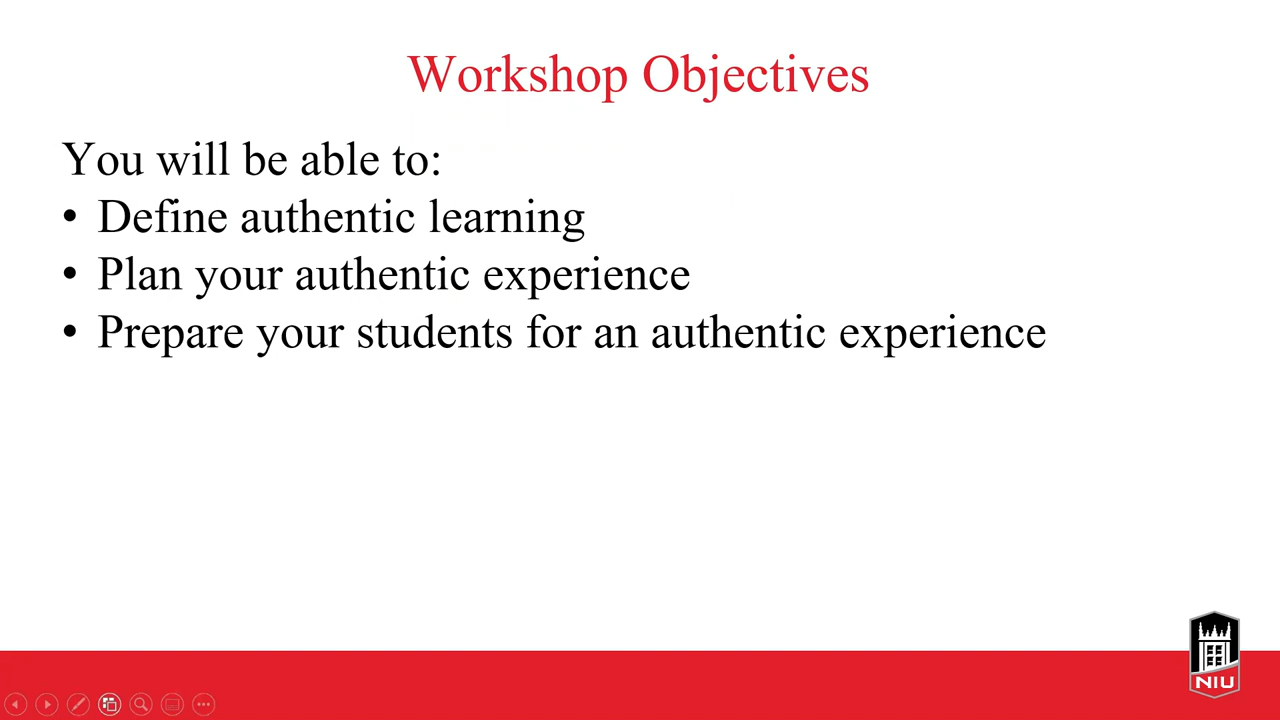 Workshop Objectives
You will be able to:
• Define authentic learning
• Plan your authentic experience
• Prepare your students for an authentic experience
NIU